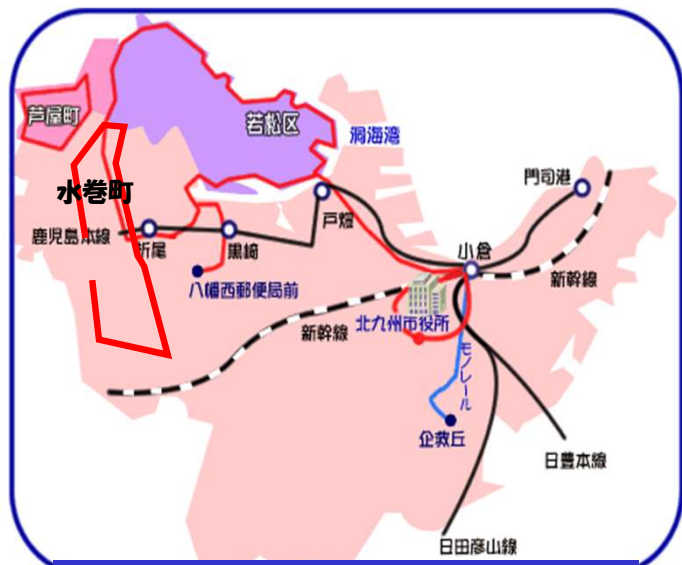 芦屋町
若松区
洞海湾
水巻町
門司港
戸畑
鹿児島本線
折尾
黒崎
小倉
新幹線
八幡西郵便局前
新幹線
北九州市役所
モノレール
企救丘
日豊本線
日田彦山線